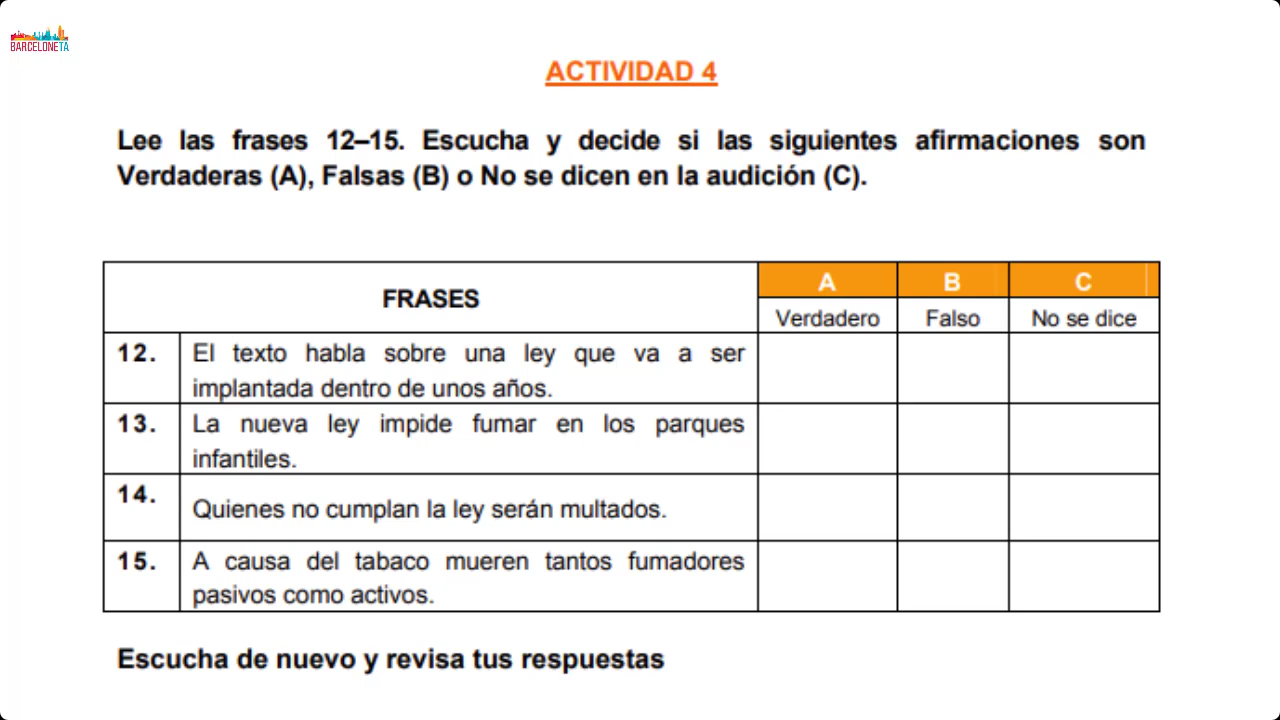 BARCELONETA
ACTIVIDAD 4
Lee las frases 12–15. Escucha y decide si las siguientes afirmaciones son
Verdaderas (A), Falsas (B) o No se dicen en la audición (C).
FRASES
A B C
Verdadero Falso No se dice
12. El texto habla sobre una ley que va a ser
implantada dentro de unos años.
13. La nueva ley impide fumar en los parques
infantiles.
14. Quienes no cumplan la ley serán multados.
15. A causa del tabaco mueren tantos fumadores
pasivos como activos.
Escucha de nuevo y revisa tus respuestas